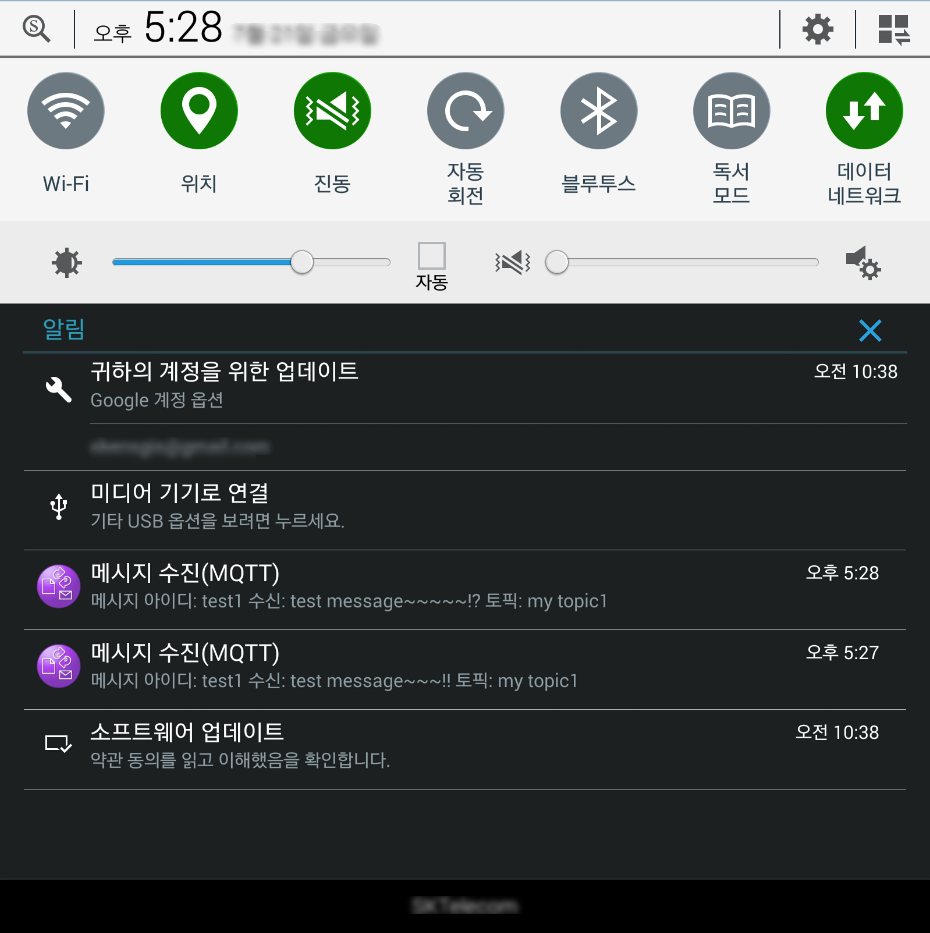 오후 5:28
Wi-Fi
위치
진동
자동
회전
블루투스
독서
모드
데이터
네트워크
자동
알림
귀하의 계정을 위한 업데이트 오전 10:38
Google 계정 옵션
미디어 기기로 연결
기타 USB 옵션을 보려면 누르세요.
메시지 수진(MQTT) 오후 5:28
메시지 아이디: test1 수신: test message~~~~~!? 토픽: my topic1
메시지 수진(MQTT) 오후 5:27
메시지 아이디: test1 수신: test message~~~!! 토픽: my topic1
소프트웨어 업데이트 오전 10:38
약관 동의를 읽고 이해했음을 확인합니다.
SKTelecom